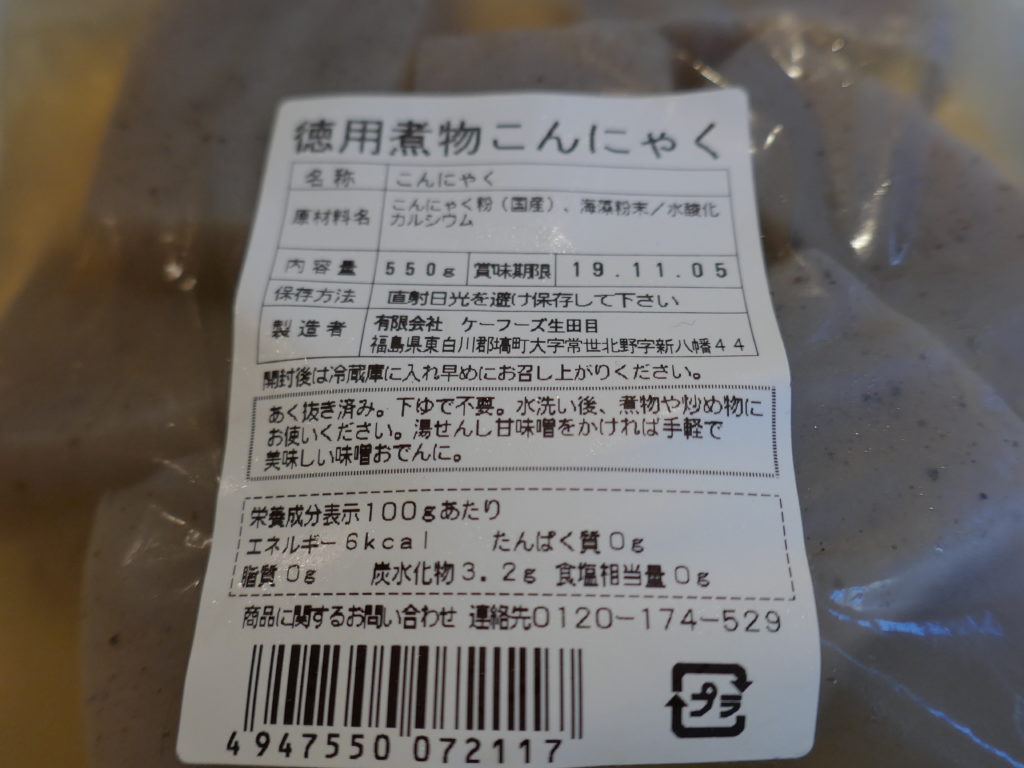 徳用煮物こんにゃく
名称 こんにゃく
原材料名 こんにゃく粉(国産)、海藻粉末/水酸化
カルシウム
内容量 550g 賞味期限 19.11.05
保存方法 直射日光を避け保存して下さい
製造者 有限会社 ケーフーズ生田目
福島県東白川郡塙町大字常世北野字新八幡44
開封後は冷蔵庫に入れ早めにお召し上がりください。
あく抜き済み。下ゆで不要。水洗い後、煮物や炒め物に
お使いください。湯せんし甘味噌をかければ手軽で
美味しい味噌おでんに。
栄養成分表示100gあたり
エネルギー6kcal たんぱく質0g
脂質0g 炭水化物3.2g 食塩相当量0g
商品に関するお問い合わせ 連絡先0120-174-529
プラ
4947550072117